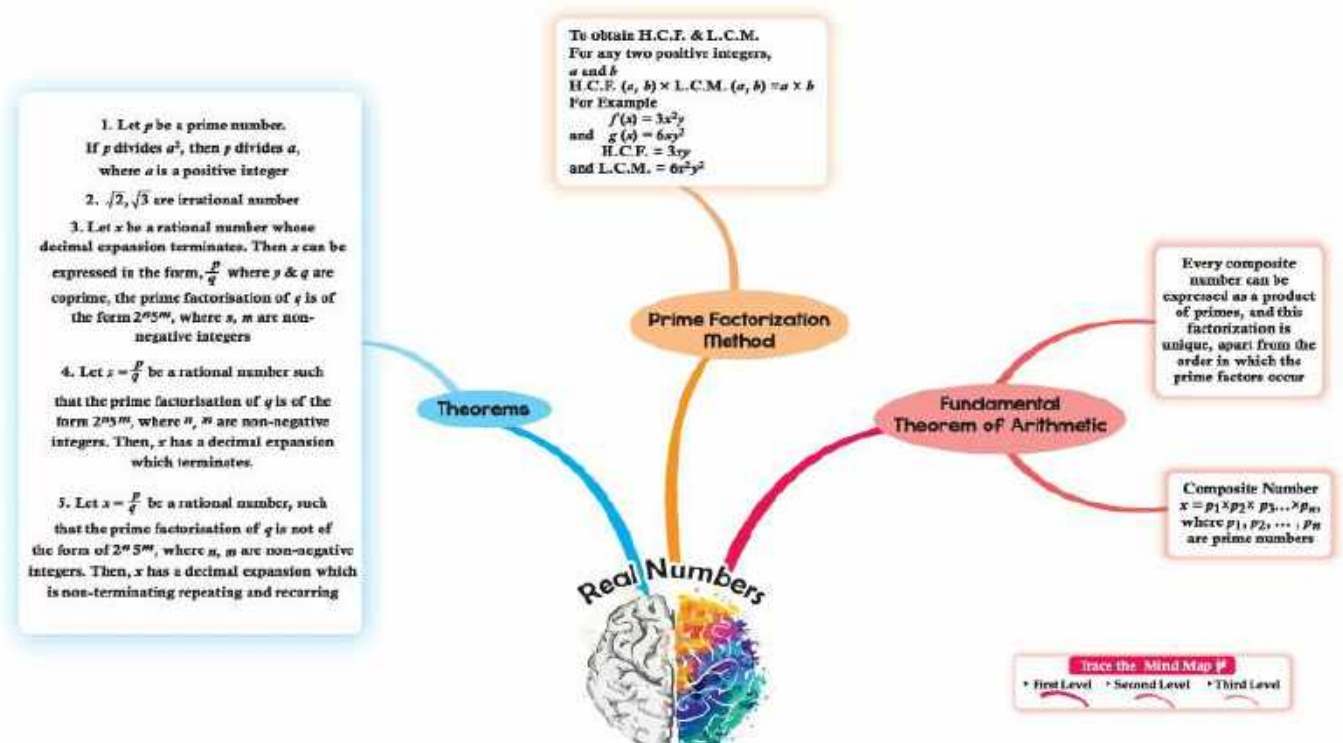 To obtain H.C.F. & L.C.M.
For any two positive integers,
a and b
H.C.F. (a, b) × L.C.M. (a, b) = a × b
For Example
f(x) = 3x²y
and g (x) = 6xy²
H.C.F. = 3xy
and L.C.M. = 6x²y²
1. Let p be a prime number.
If p divides a², then p divides a,
where a is a positive integer
2. √2, √3 are irrational number
3. Let x be a rational number whose
decimal expansion terminates. Then x can be
expressed in the form, p/q where p & q are
coprime, the prime factorisation of q is of
the form 2ⁿ5ᵐ, where n, m are non-
negative integers
4. Let x = p/q be a rational number such
that the prime factorisation of q is of the
form 2ⁿ5ᵐ, where n, m are non-negative
integers. Then, x has a decimal expansion
which terminates.
5. Let x = p/q be a rational number, such
that the prime factorisation of q is not of
the form of 2ⁿ 5ᵐ, where n, m are non-negative
integers. Then, x has a decimal expansion which
is non-terminating repeating and recurring
Theorems
Prime Factorization
Method
Fundamental
Theorem of Arithmetic
Every composite
number can be
expressed as a product
of primes, and this
factorization is
unique, apart from the
order in which the
prime factors occur
Composite Number
x = p₁×p₂× p₃...×pₙ,
where p₁, p₂, ... , pₙ
are prime numbers
Real Numbers
Trace the Mind Map
• First Level • Second Level • Third Level